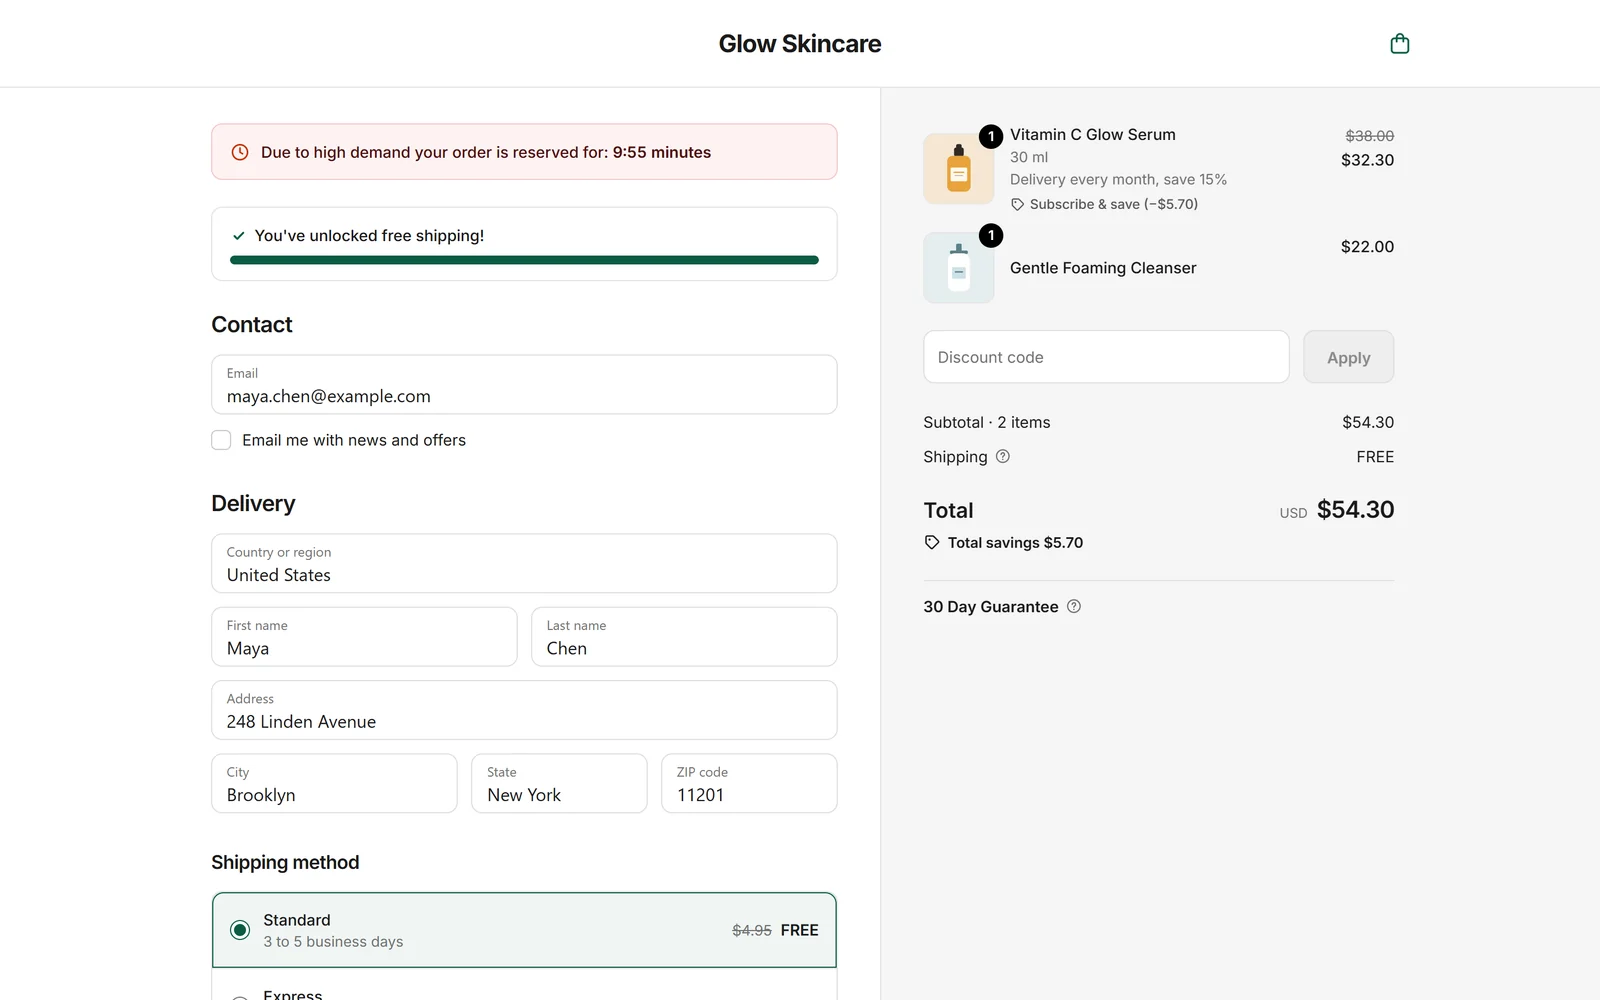 Glow Skincare
Due to high demand your order is reserved for: 9:55 minutes
You've unlocked free shipping!
Contact
Email
maya.chen@example.com
Email me with news and offers
Delivery
Country or region
United States
First name
Maya
Last name
Chen
Address
248 Linden Avenue
City
Brooklyn
State
New York
ZIP code
11201
Shipping method
Standard
3 to 5 business days
$4.95 FREE
Express
1
Vitamin C Glow Serum
30 ml
Delivery every month, save 15%
Subscribe & save (−$5.70)
$38.00
$32.30
1
Gentle Foaming Cleanser
$22.00
Discount code
Apply
Subtotal · 2 items
$54.30
Shipping
FREE
Total
USD $54.30
Total savings $5.70
30 Day Guarantee